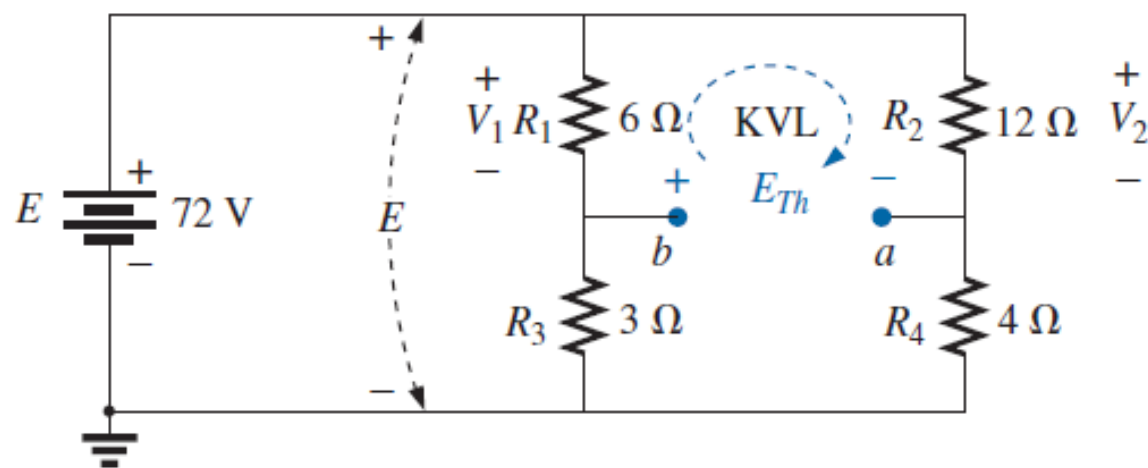 E
+
−
72 V
+
E
−
+
V1
−
R1
6 Ω
KVL
ETh
+
−
b
a
R2
12 Ω
+
V2
−
R3
3 Ω
R4
4 Ω